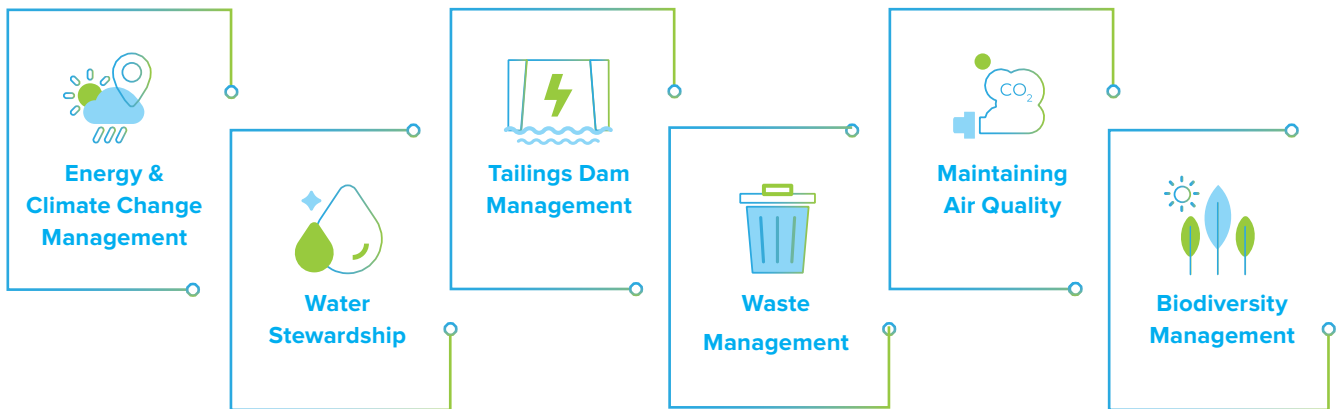 Energy &
Climate Change
Management
Water
Stewardship
Tailings Dam
Management
Waste
Management
CO2
Maintaining
Air Quality
Biodiversity
Management